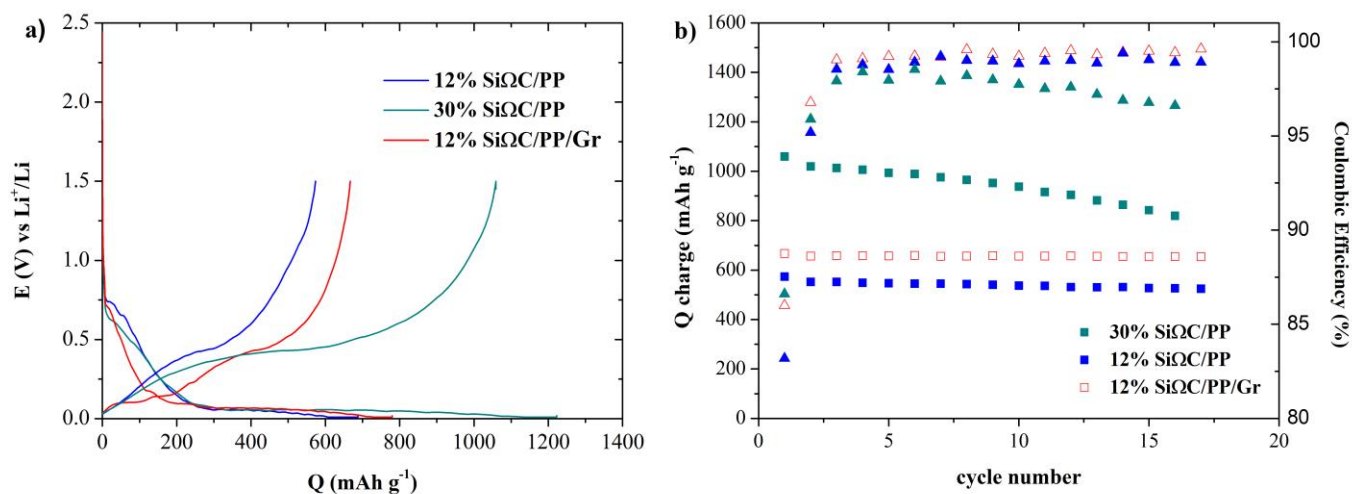 a)
2.5
2.0
1.5
1.0
0.5
0.0
E (V) vs Li⁺/Li
12% SiΩC/PP
30% SiΩC/PP
12% SiΩC/PP/Gr
0 200 400 600 800 1000 1200 1400
Q (mAh g⁻¹)
b)
1600
1400
1200
1000
800
600
400
200
0
Q charge (mAh g⁻¹)
100
95
90
85
80
Coulombic Efficiency (%)
30% SiΩC/PP
12% SiΩC/PP
12% SiΩC/PP/Gr
0 5 10 15 20
cycle number